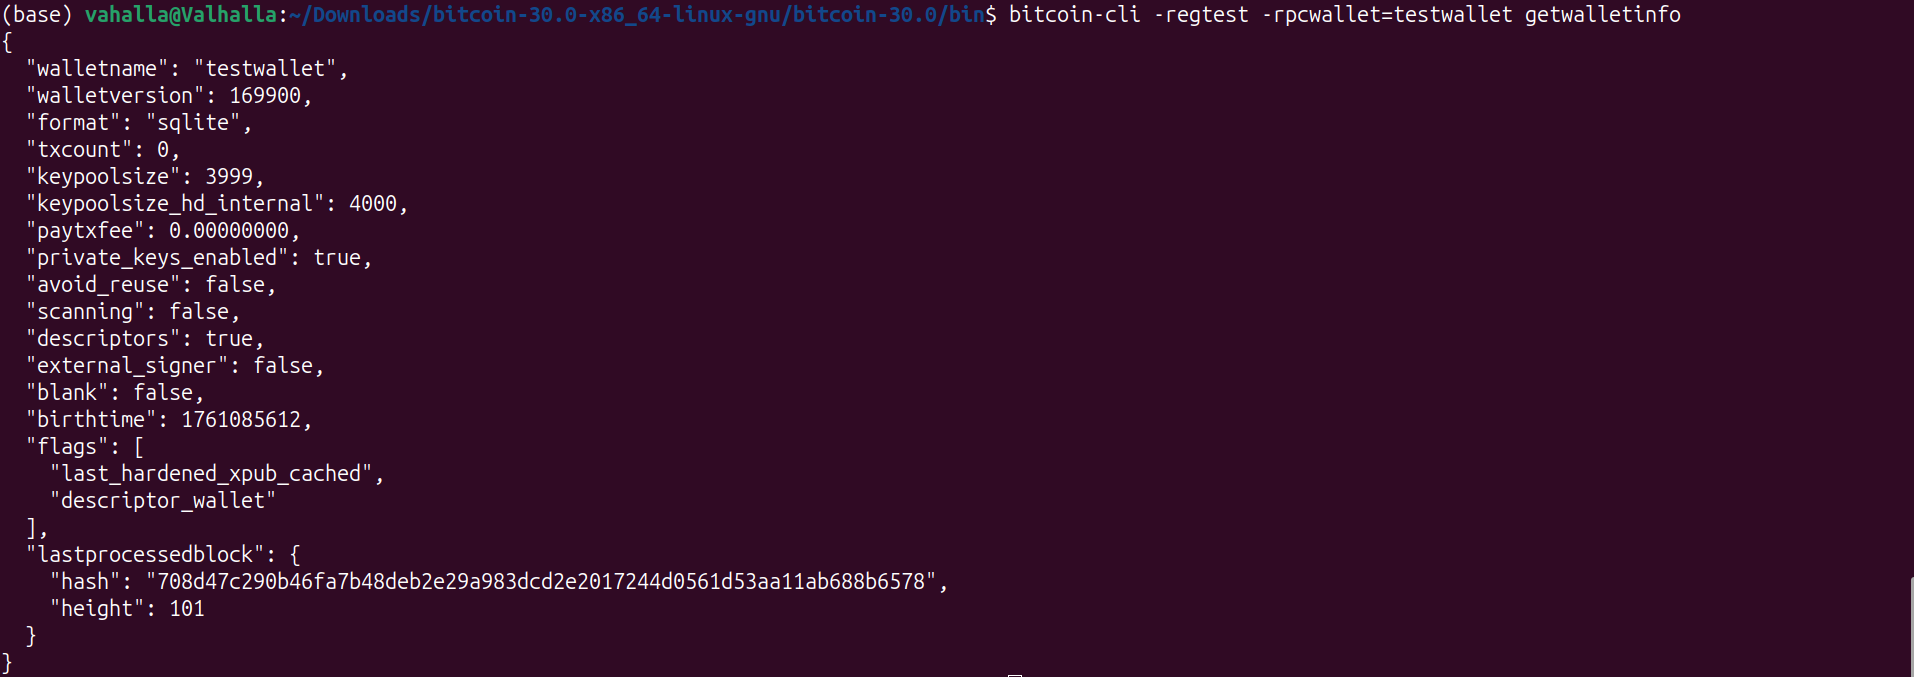 (base) vahalla@Valhalla:~/Downloads/bitcoin-30.0-x86_64-linux-gnu/bitcoin-30.0/bin$ bitcoin-cli -regtest -rpcwallet=testwallet getwalletinfo
{
  "walletname": "testwallet",
  "walletversion": 169900,
  "format": "sqlite",
  "txcount": 0,
  "keypoolsize": 3999,
  "keypoolsize_hd_internal": 4000,
  "paytxfee": 0.00000000,
  "private_keys_enabled": true,
  "avoid_reuse": false,
  "scanning": false,
  "descriptors": true,
  "external_signer": false,
  "blank": false,
  "birthtime": 1761085612,
  "flags": [
    "last_hardened_xpub_cached",
    "descriptor_wallet"
  ],
  "lastprocessedblock": {
    "hash": "708d47c290b46fa7b48deb2e29a983dcd2e2017244d0561d53aa11ab688b6578",
    "height": 101
  }
}